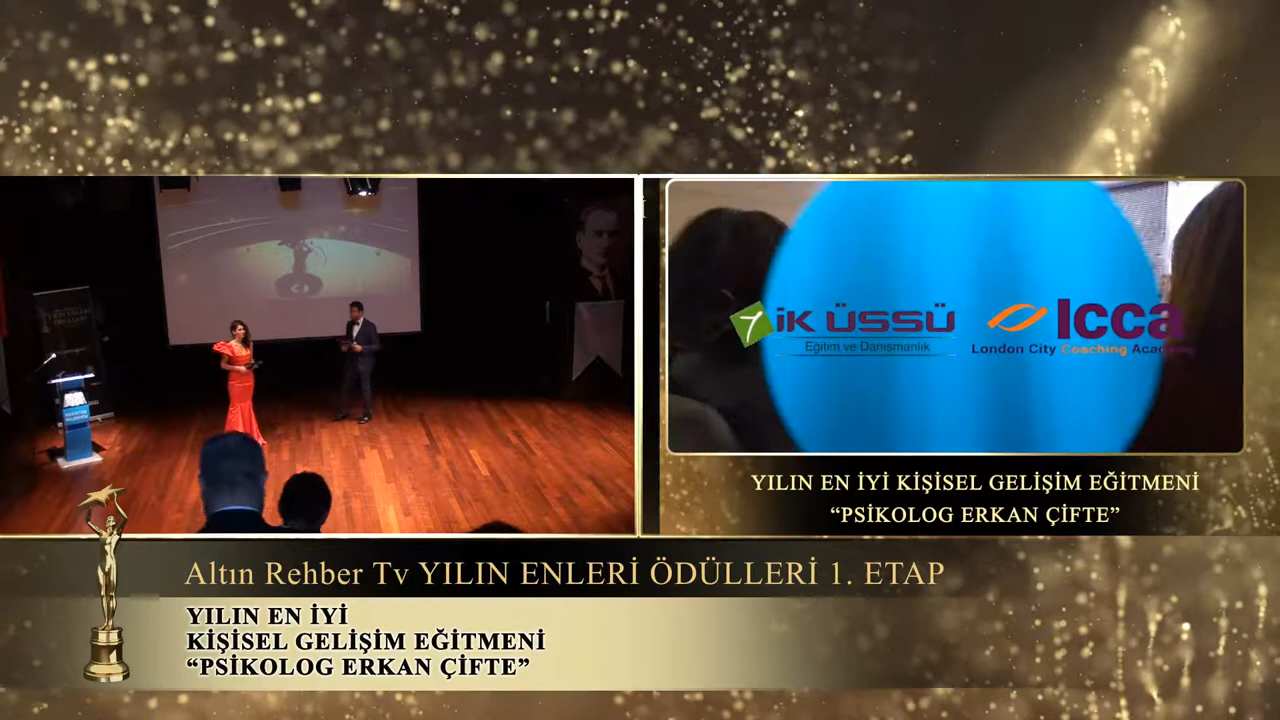 iK ÜSSÜ
Eğitim ve Danışmanlık
lcca
London City Coaching Academy
YILIN EN İYİ KİŞİSEL GELİŞİM EĞİTMENİ
“PSİKOLOG ERKAN ÇİFTE”
Altın Rehber Tv YILIN ENLERİ ÖDÜLLERİ 1. ETAP
YILIN EN İYİ
KİŞİSEL GELİŞİM EĞİTMENİ
“PSİKOLOG ERKAN ÇİFTE”